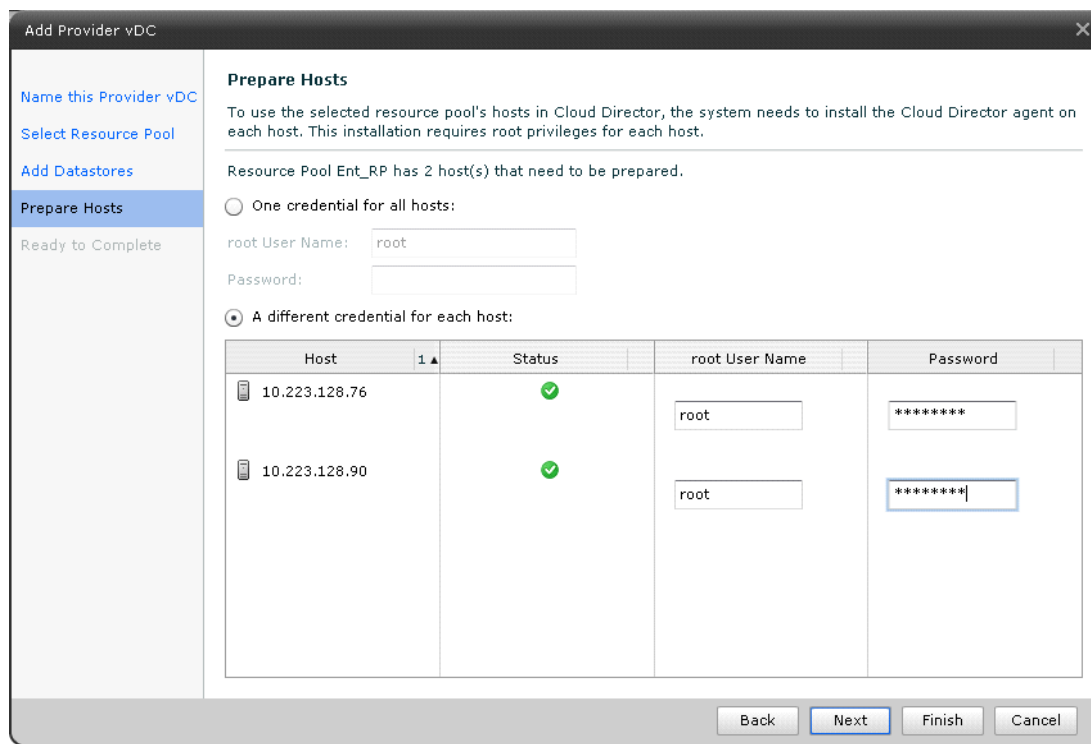 Add Provider vDC
Name this Provider vDC
Select Resource Pool
Add Datastores
Prepare Hosts
Ready to Complete
Prepare Hosts
To use the selected resource pool's hosts in Cloud Director, the system needs to install the Cloud Director agent on
each host. This installation requires root privileges for each host.
Resource Pool Ent_RP has 2 host(s) that need to be prepared.
One credential for all hosts:
root User Name: root
Password:
A different credential for each host:
Host 1 ▲ Status root User Name Password
10.223.128.76 root ********
10.223.128.90 root ********
Back Next Finish Cancel